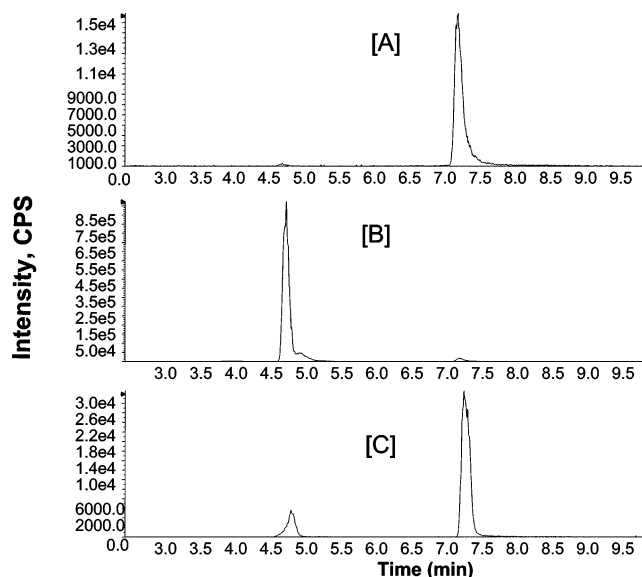 Intensity, CPS
1.5e4
1.3e4
1.1e4
9000.0
7000.0
5000.0
3000.0
1000.0
0.0
[A]
3.0 3.5 4.0 4.5 5.0 5.5 6.0 6.5 7.0 7.5 8.0 8.5 9.0 9.5
8.5e5
7.5e5
6.5e5
5.5e5
4.5e5
3.5e5
2.5e5
1.5e5
5.0e4
[B]
3.0 3.5 4.0 4.5 5.0 5.5 6.0 6.5 7.0 7.5 8.0 8.5 9.0 9.5
3.0e4
2.6e4
2.2e4
1.8e4
1.4e4
1.0e4
6000.0
2000.0
0.0
[C]
3.0 3.5 4.0 4.5 5.0 5.5 6.0 6.5 7.0 7.5 8.0 8.5 9.0 9.5
Time (min)